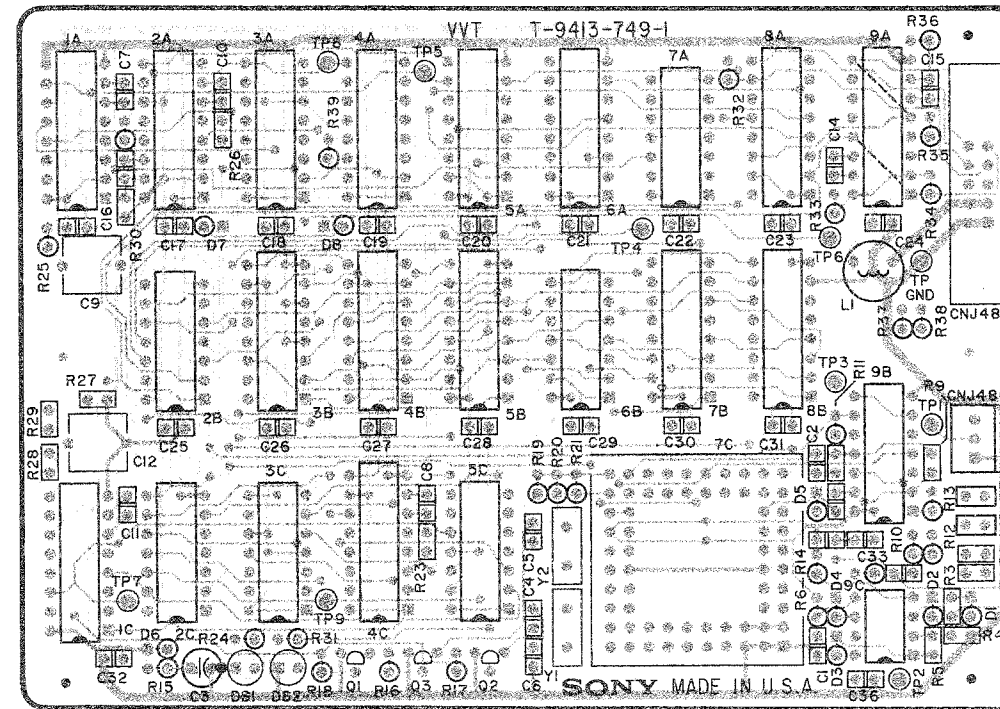 VVT T-9413-749-1
R36
1A 2A 3A 4A 8A 9A
C7 C10 TP8 TP5 7A C15
R39 R32 C14
R26 R35
C16 R30 5A 6A R33 R34
C17 D7 C18 D8 C19 C20 C21 TP4 C22 C23 C24
R25 TP6 TP GND
C9 L1 CNJ48
R37 R38
TP3 R11 9B R9
R27 TP1 CNJ48
R29 2B 3B 4B 5B 6B 7B 8B
C25 C26 C27 C28 C29 C30 C31 C2
R28 C12 3C C8 5C R19 R20 R21 7C
D5 R13
C11 R10 R12
R23 C5 Y2 R14 C33 D2 R3
TP7 C4 R6 D4 9C
1C TP9 D1
D6 2C R24 R31 4C R4
C32 R15 C3 DS1 DS2 R18 Q1 R16 Q3 R17 Q2 C6 Y1 C1 D3 C36 TP2 R5
SONY MADE IN U.S.A